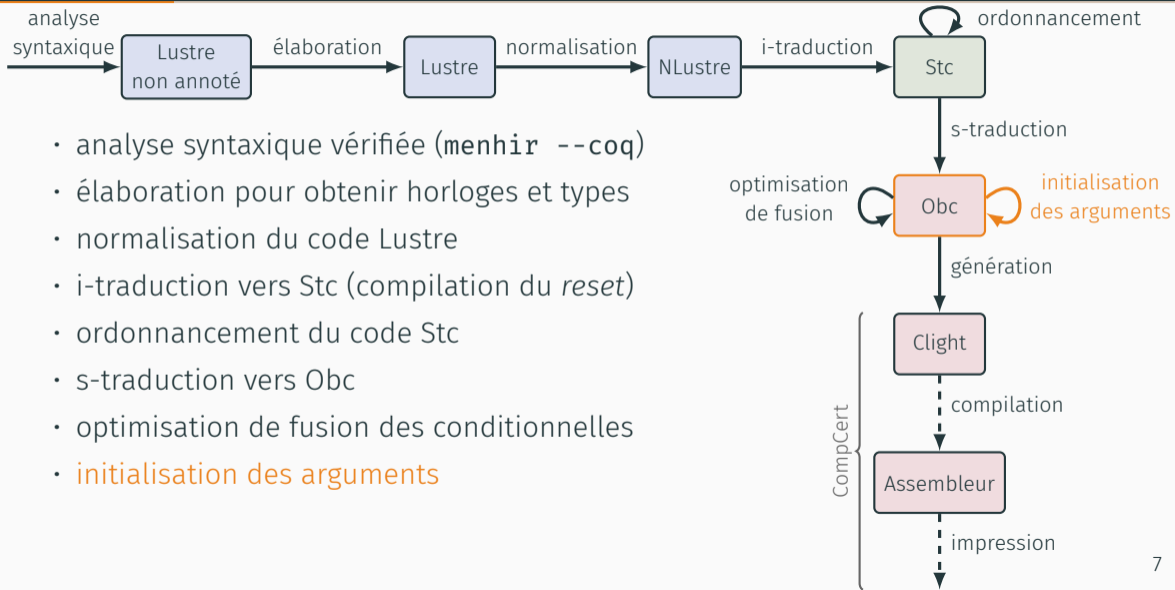 analyse
syntaxique
Lustre
non annoté
élaboration
Lustre
normalisation
NLustre
i-traduction
Stc
ordonnancement
s-traduction
optimisation
de fusion
Obc
initialisation
des arguments
génération
Clight
compilation
CompCert
Assembleur
impression
· analyse syntaxique vérifiée (menhir --coq)
· élaboration pour obtenir horloges et types
· normalisation du code Lustre
· i-traduction vers Stc (compilation du reset)
· ordonnancement du code Stc
· s-traduction vers Obc
· optimisation de fusion des conditionnelles
· initialisation des arguments
7